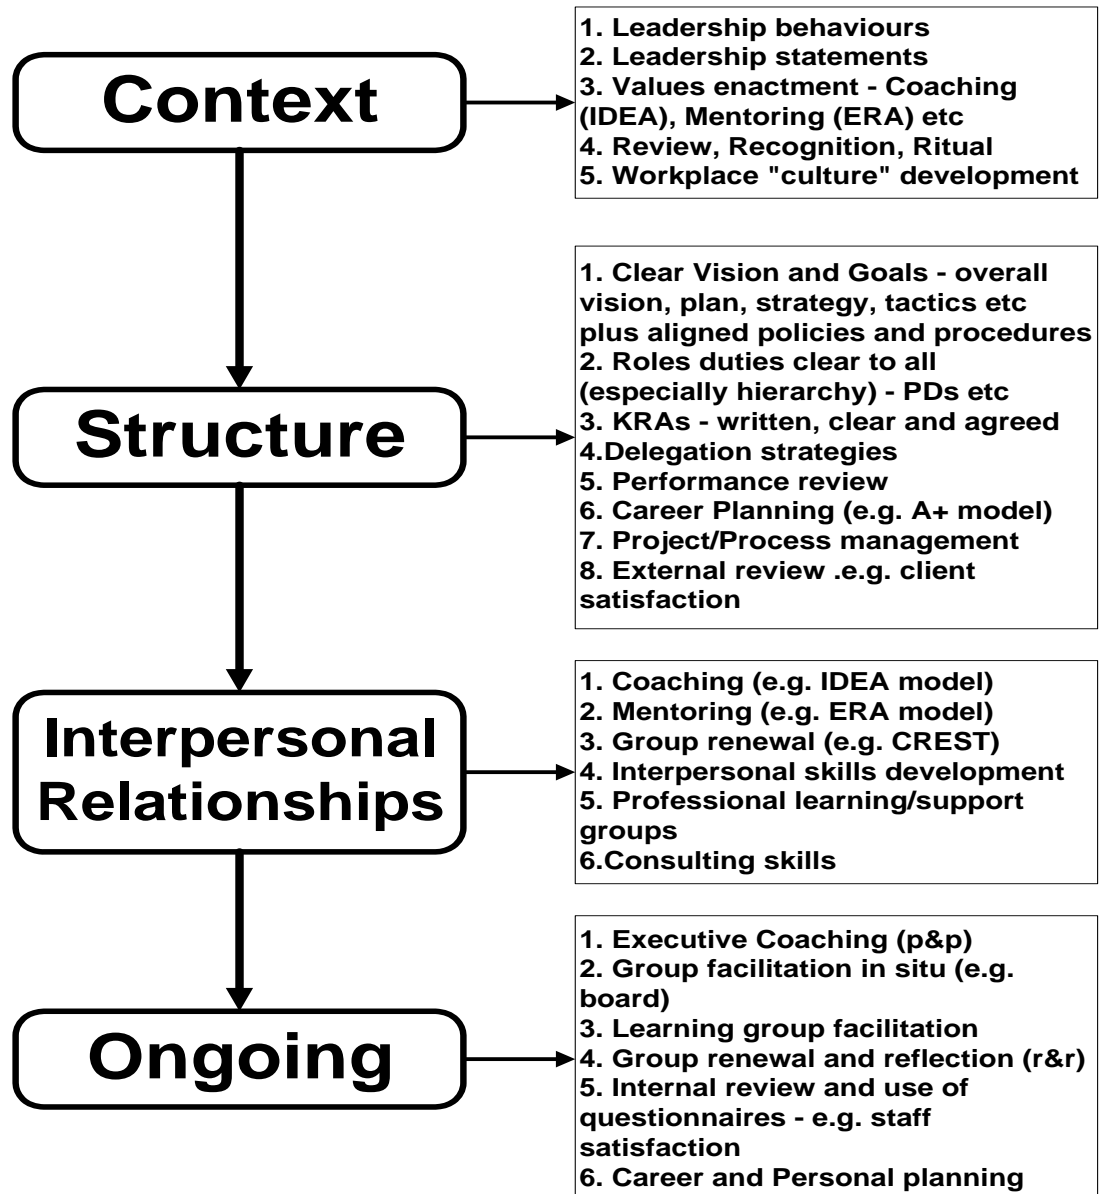 Context
1. Leadership behaviours
2. Leadership statements
3. Values enactment - Coaching
(IDEA), Mentoring (ERA) etc
4. Review, Recognition, Ritual
5. Workplace "culture" development
Structure
1. Clear Vision and Goals - overall
vision, plan, strategy, tactics etc
plus aligned policies and procedures
2. Roles duties clear to all
(especially hierarchy) - PDs etc
3. KRAs - written, clear and agreed
4.Delegation strategies
5. Performance review
6. Career Planning (e.g. A+ model)
7. Project/Process management
8. External review .e.g. client
satisfaction
Interpersonal
Relationships
1. Coaching (e.g. IDEA model)
2. Mentoring (e.g. ERA model)
3. Group renewal (e.g. CREST)
4. Interpersonal skills development
5. Professional learning/support
groups
6.Consulting skills
Ongoing
1. Executive Coaching (p&p)
2. Group facilitation in situ (e.g.
board)
3. Learning group facilitation
4. Group renewal and reflection (r&r)
5. Internal review and use of
questionnaires - e.g. staff
satisfaction
6. Career and Personal planning